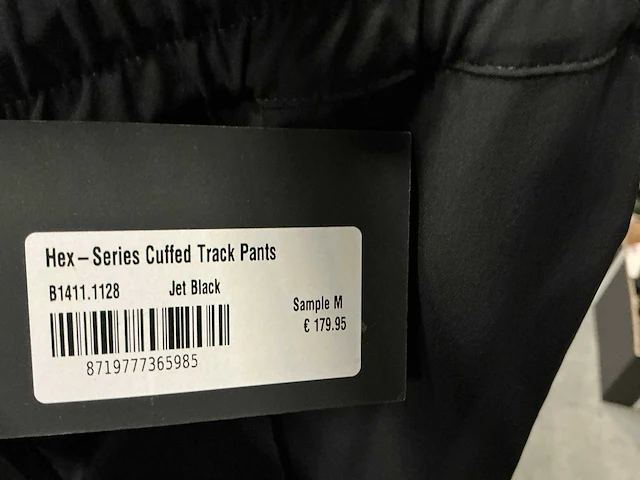 Hex-Series Cuffed Track Pants
B1411.1128 Jet Black
Sample M
€ 179.95
8719777365985